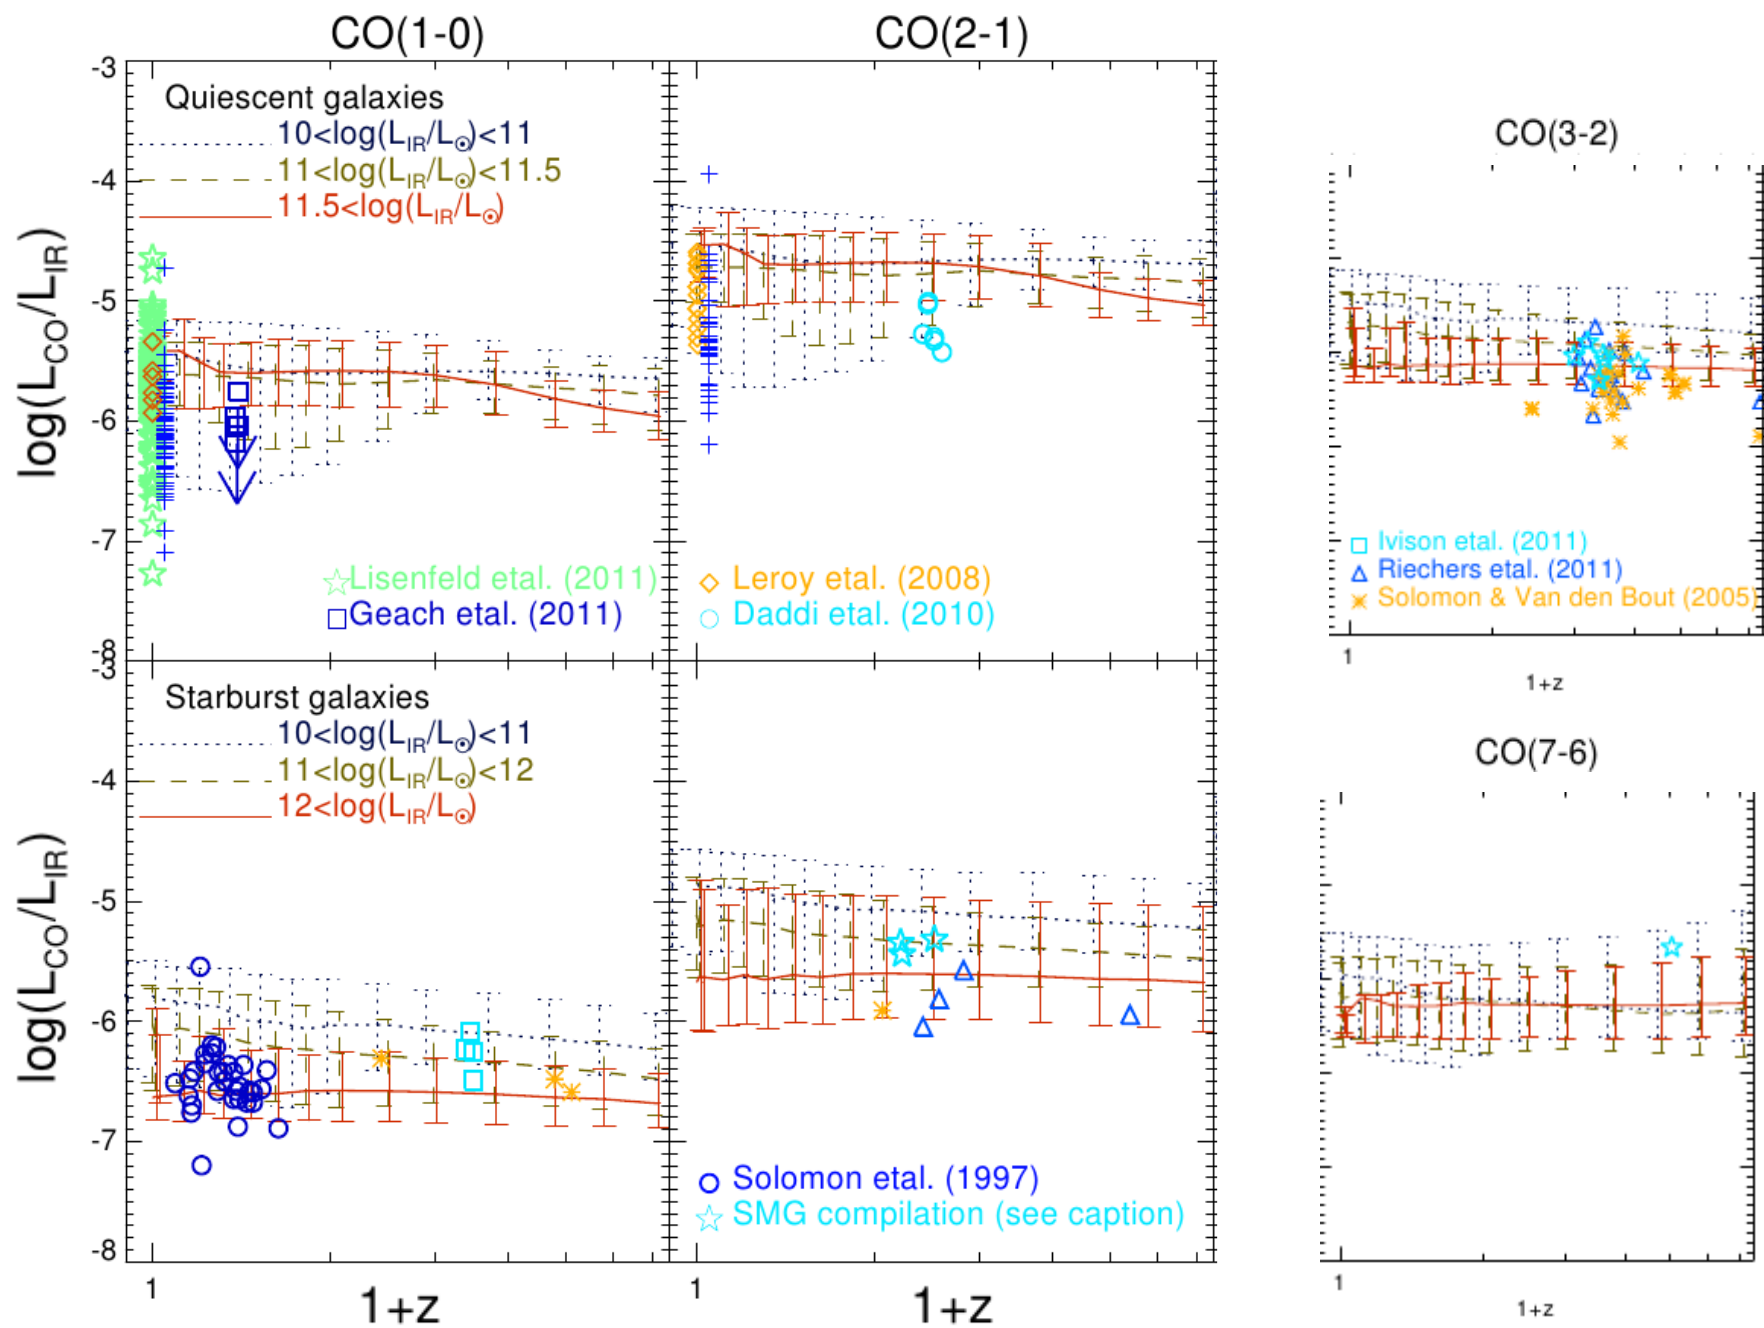 CO(1-0)
CO(2-1)
-3
-4
-5
-6
-7
-8
log(L_CO/L_IR)
Quiescent galaxies
10<log(L_IR/L_☉)<11
11<log(L_IR/L_☉)<11.5
11.5<log(L_IR/L_☉)
Lisenfeld etal. (2011)
Geach etal. (2011)
Leroy etal. (2008)
Daddi etal. (2010)
CO(3-2)
Ivison etal. (2011)
Riechers etal. (2011)
Solomon & Van den Bout (2005)
1
1+z
-3
-4
-5
-6
-7
-8
log(L_CO/L_IR)
Starburst galaxies
10<log(L_IR/L_☉)<11
11<log(L_IR/L_☉)<12
12<log(L_IR/L_☉)
Solomon etal. (1997)
SMG compilation (see caption)
1
1+z
1
1+z
CO(7-6)
1
1+z